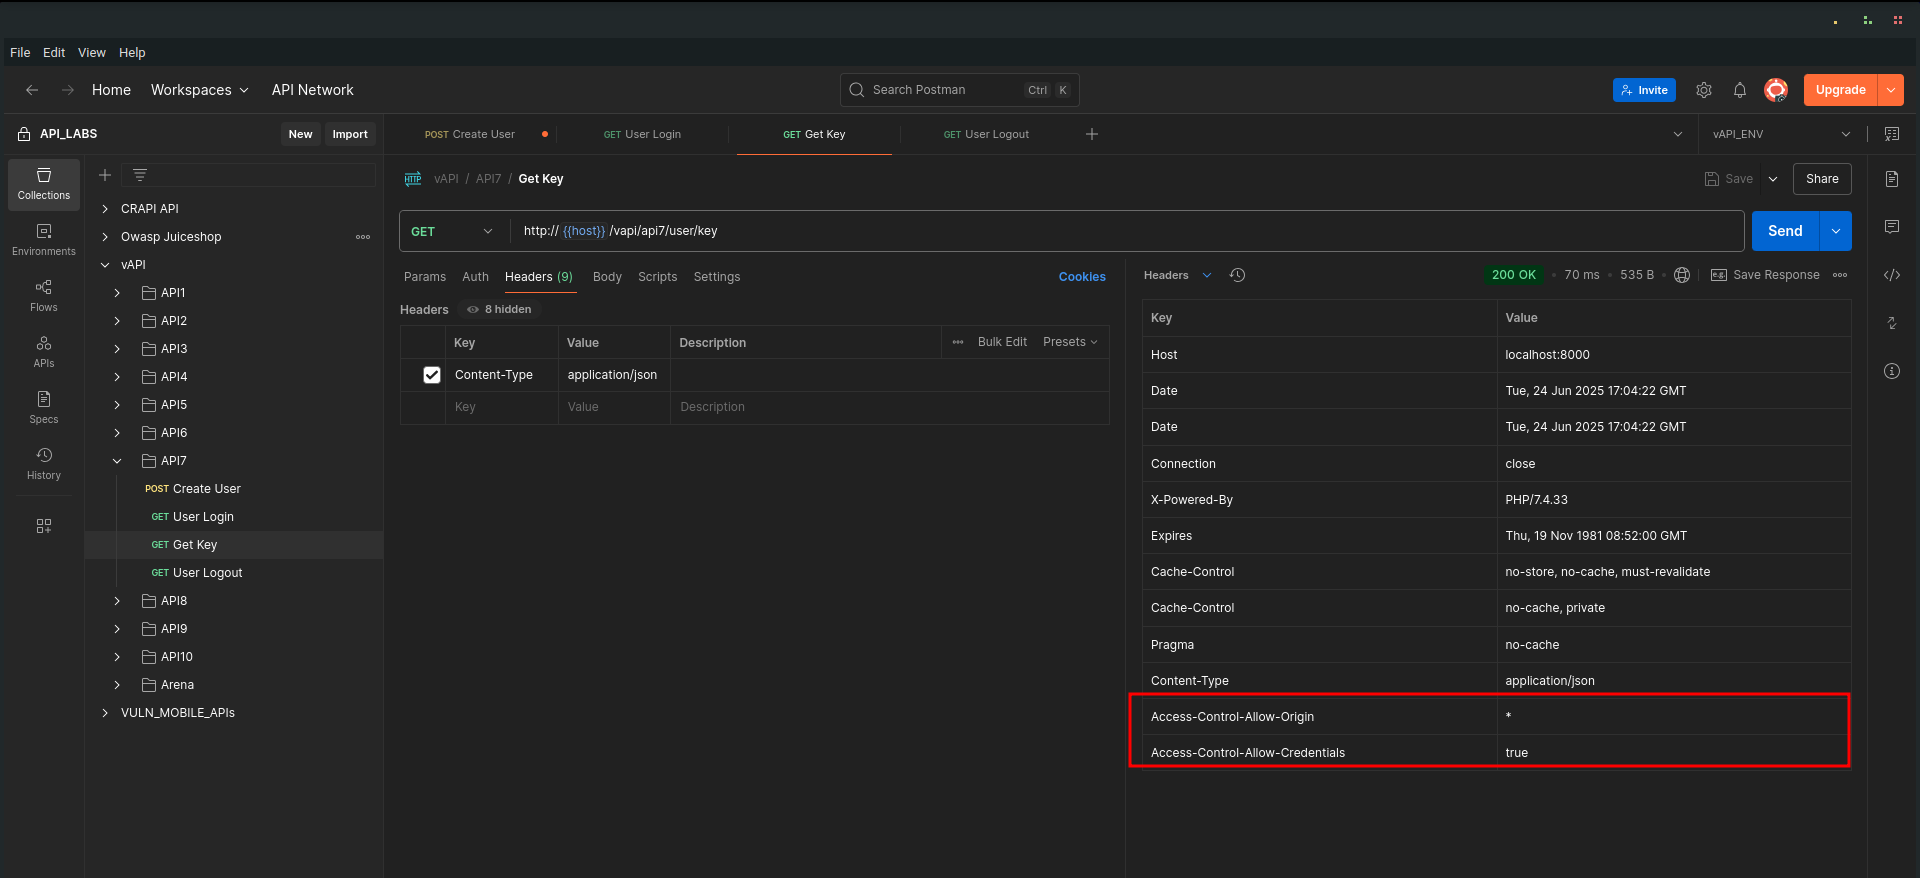 File Edit View Help
Home Workspaces API Network Search Postman Ctrl K Invite Upgrade
API_LABS New Import POST Create User GET User Login GET Get Key GET User Logout vAPI_ENV
Collections
Environments
Flows
APIs
Specs
History
CRAPI API
Owasp Juiceshop
vAPI
API1
API2
API3
API4
API5
API6
API7
POST Create User
GET User Login
GET Get Key
GET User Logout
API8
API9
API10
Arena
VULN_MOBILE_APIs
HTTP vAPI / API7 / Get Key Save Share
GET http:// {{host}} /vapi/api7/user/key Send
Params Auth Headers (9) Body Scripts Settings Cookies
Headers 8 hidden
Key Value Description Bulk Edit Presets
Content-Type application/json
Key Value Description
Headers 200 OK 70 ms 535 B e.g. Save Response
Key Value
Host localhost:8000
Date Tue, 24 Jun 2025 17:04:22 GMT
Date Tue, 24 Jun 2025 17:04:22 GMT
Connection close
X-Powered-By PHP/7.4.33
Expires Thu, 19 Nov 1981 08:52:00 GMT
Cache-Control no-store, no-cache, must-revalidate
Cache-Control no-cache, private
Pragma no-cache
Content-Type application/json
Access-Control-Allow-Origin *
Access-Control-Allow-Credentials true